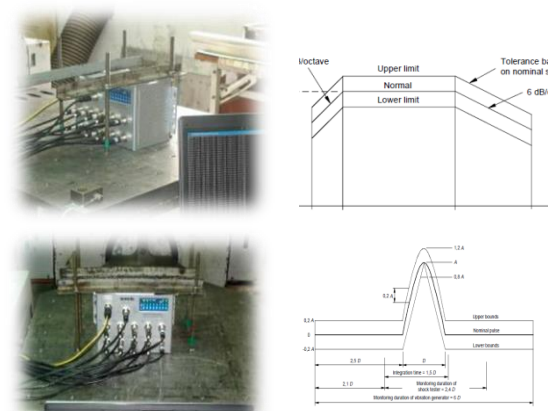 l/octave
Upper limit
Tolerance ba
on nominal s
Normal
6 dB/
Lower limit
1,2 A
A
0,8 A
0,2 A
0,2 A
0
-0,2 A
Upper bounds
Nominal pulse
Lower bounds
2,5 D
D
Integration time = 1,5 D
2,1 D
Monitoring duration of
shock tester = 2,4 D
Monitoring duration of vibration generator = 6 D